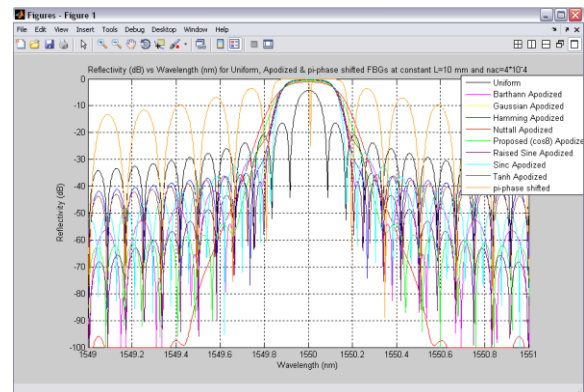 Figures - Figure 1
File Edit View Insert Tools Debug Desktop Window Help
Reflectivity (dB) vs Wavelength (nm) for Uniform, Apodized & pi-phase shifted FBGs at constant L=10 mm and nac=4*10^4
Uniform
Barthann Apodized
Gaussian Apodized
Hamming Apodized
Nuttall Apodized
Proposed (cos8) Apodize
Raised Sine Apodized
Sinc Apodized
Tanh Apodized
pi-phase shifted
0
-10
-20
-30
-40
-50
-60
-70
-80
-90
-100
Reflectivity (dB)
1549 1549.2 1549.4 1549.6 1549.8 1550 1550.2 1550.4 1550.6 1550.8 1551
Wavelength (nm)